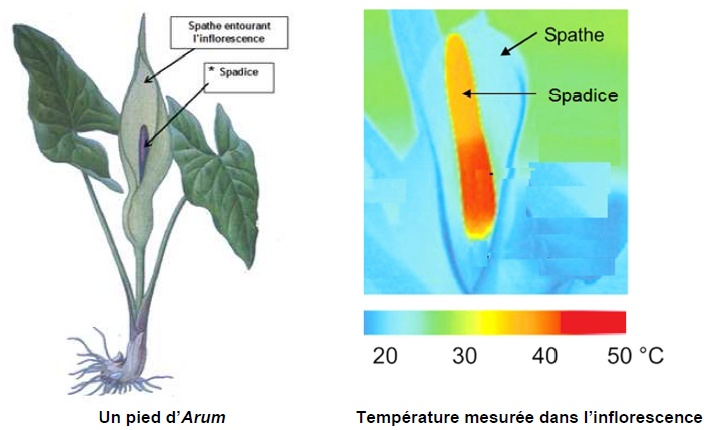 Spathe entourant
l'inflorescence
* Spadice
Spathe
Spadice
20 30 40 50 °C
Un pied d'Arum
Température mesurée dans l'inflorescence